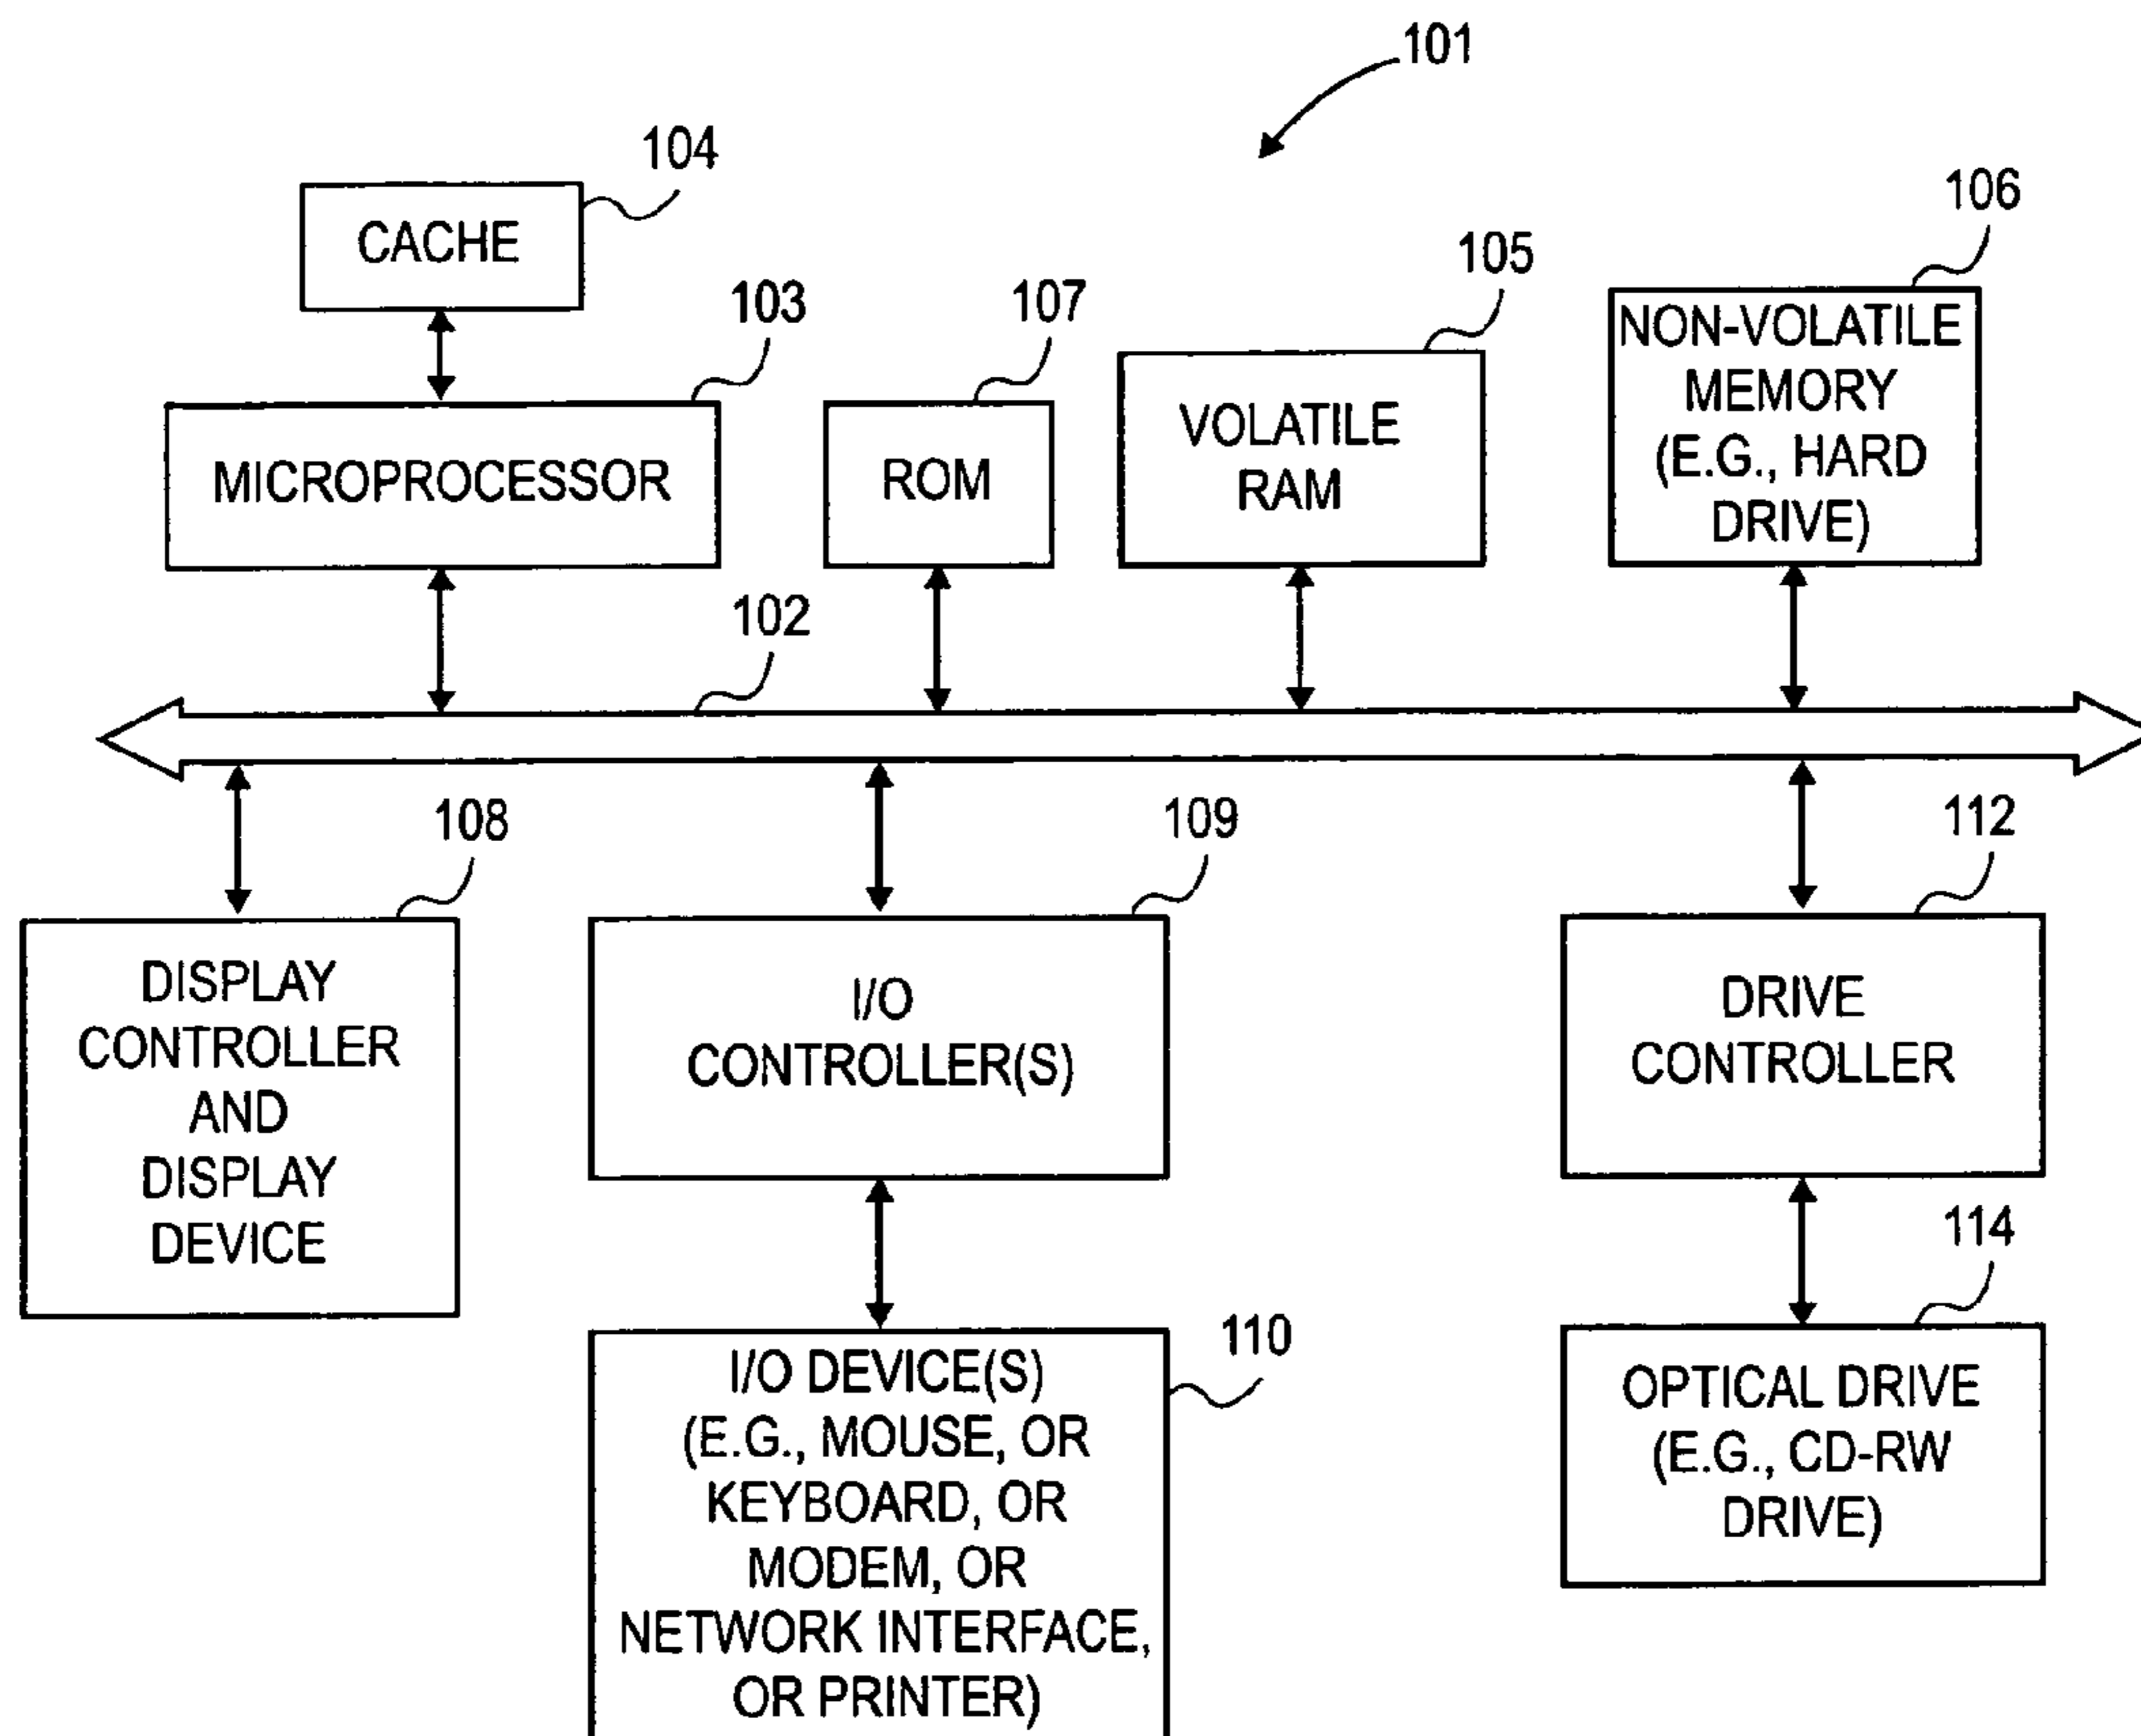 101
104
CACHE
106
105
103
107
NON-VOLATILE
MEMORY
(E.G., HARD
DRIVE)
VOLATILE
RAM
MICROPROCESSOR
ROM
102
108
109
112
DISPLAY
CONTROLLER
AND
DISPLAY
DEVICE
I/O
CONTROLLER(S)
DRIVE
CONTROLLER
114
110
I/O DEVICE(S)
(E.G., MOUSE, OR
KEYBOARD, OR
MODEM, OR
NETWORK INTERFACE,
OR PRINTER)
OPTICAL DRIVE
(E.G., CD-RW
DRIVE)